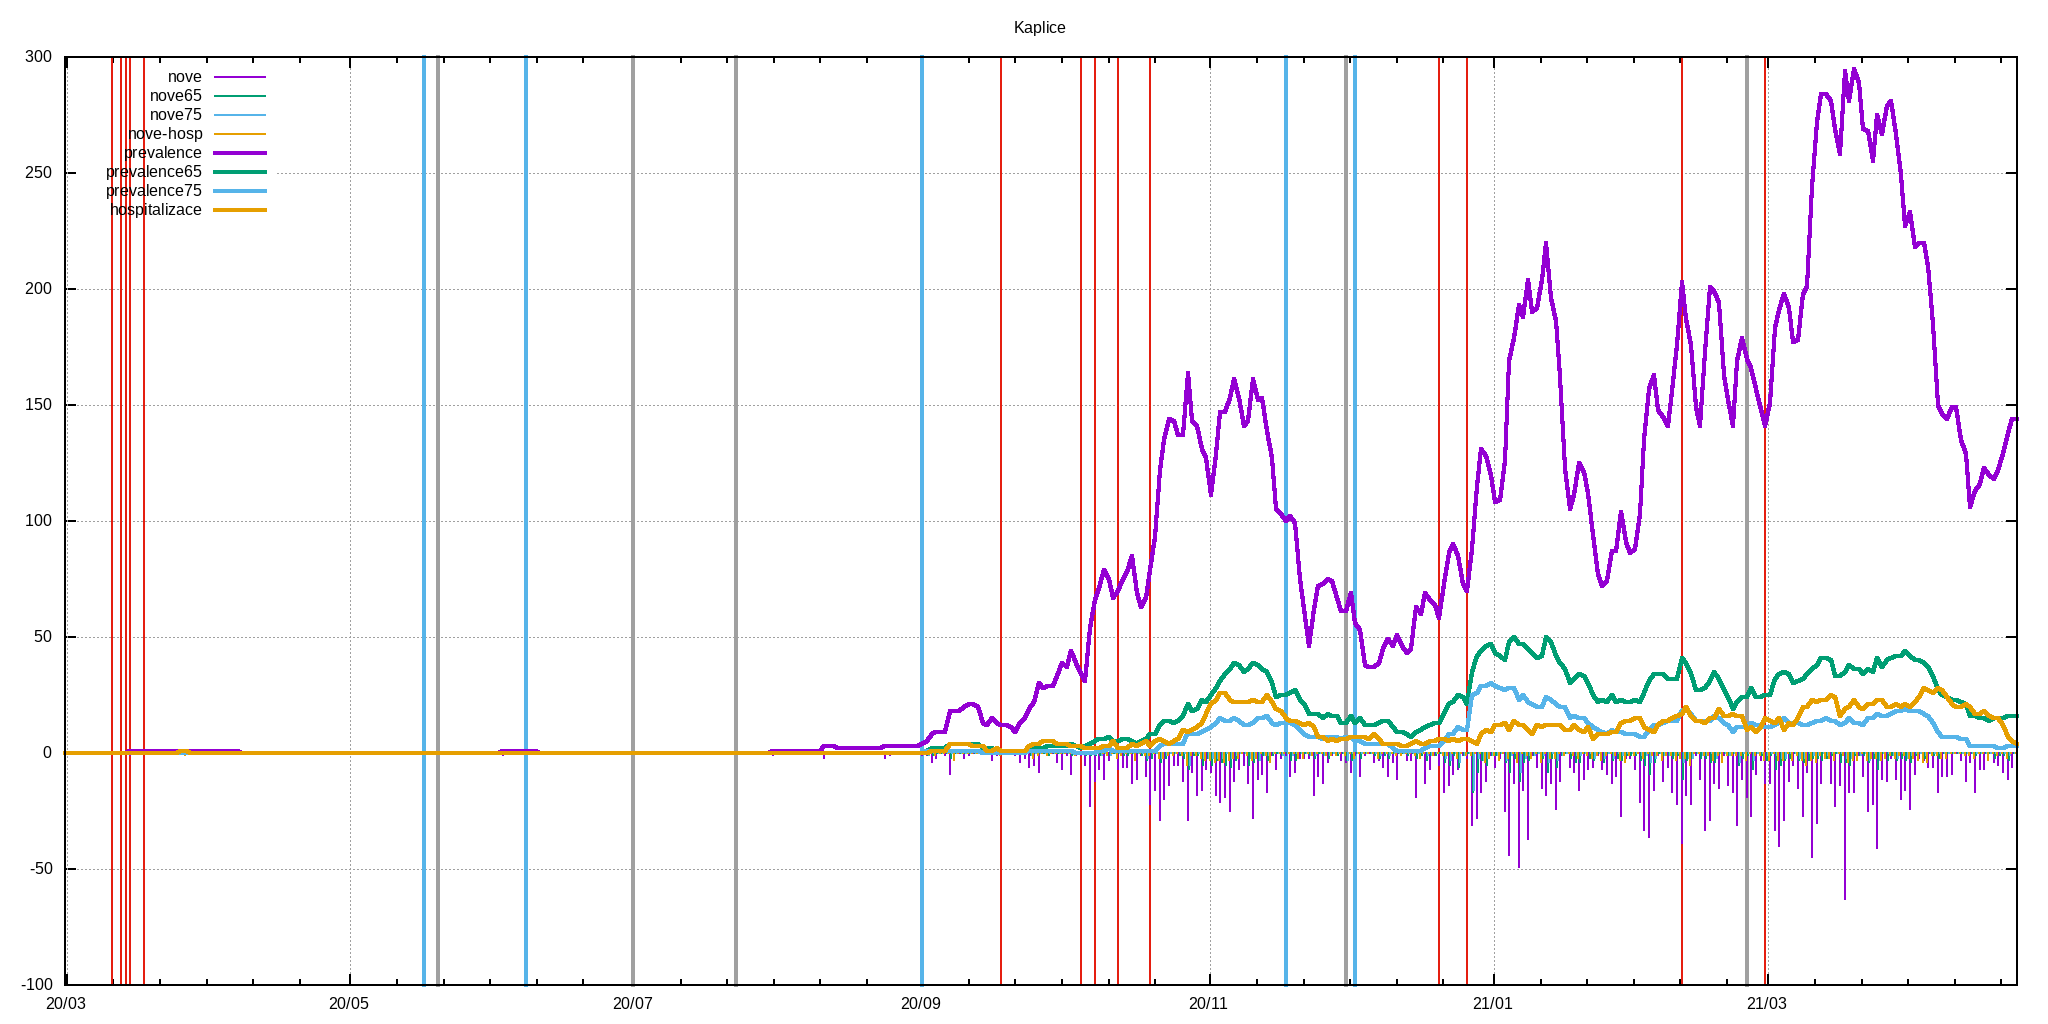 Kaplice
300
nove
nove65
nove75
nove-hosp
prevalence
prevalence65
prevalence75
hospitalizace
250
200
150
100
50
0
-50
-100
20/03 20/05 20/07 20/09 20/11 21/01 21/03